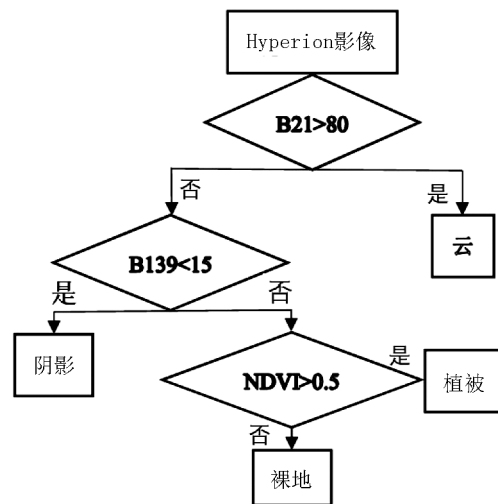 Hyperion影像
B21>80
否
是
云
B139<15
是
否
阴影
NDVI>0.5
是
植被
否
裸地